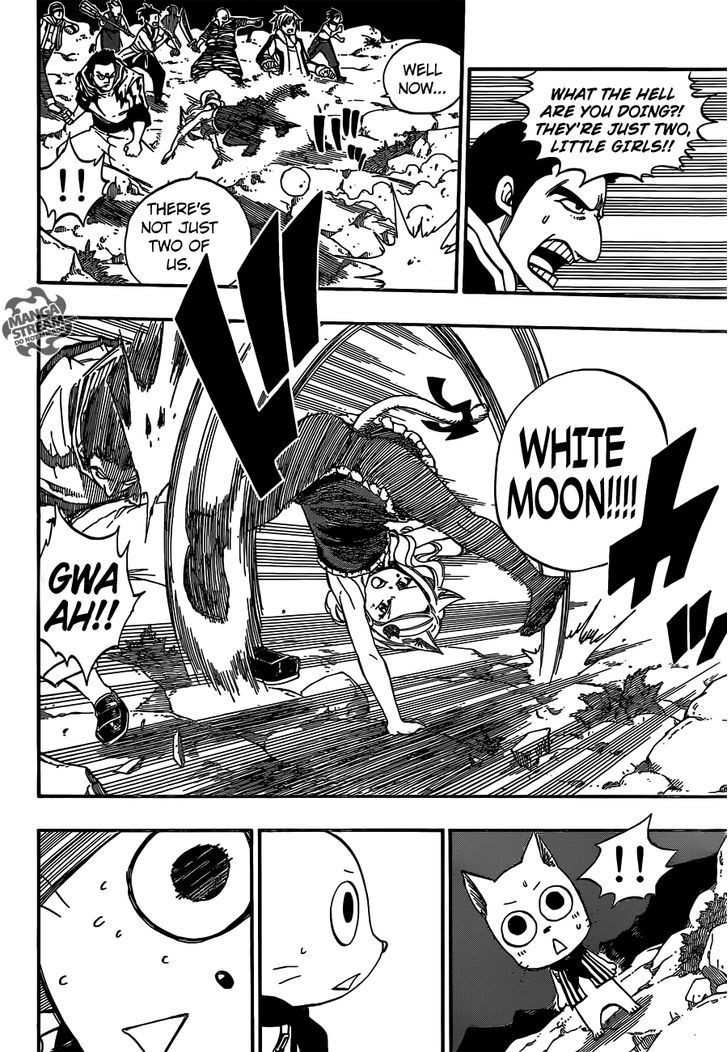 WHAT THE HELL
ARE YOU DOING?!
THEY'RE JUST TWO,
LITTLE GIRLS!!
WELL
NOW...
!!
THERE'S
NOT JUST
TWO OF
US.
MANGA
STREAM
WHITE
MOON!!!!
GWA
AH!!
!!